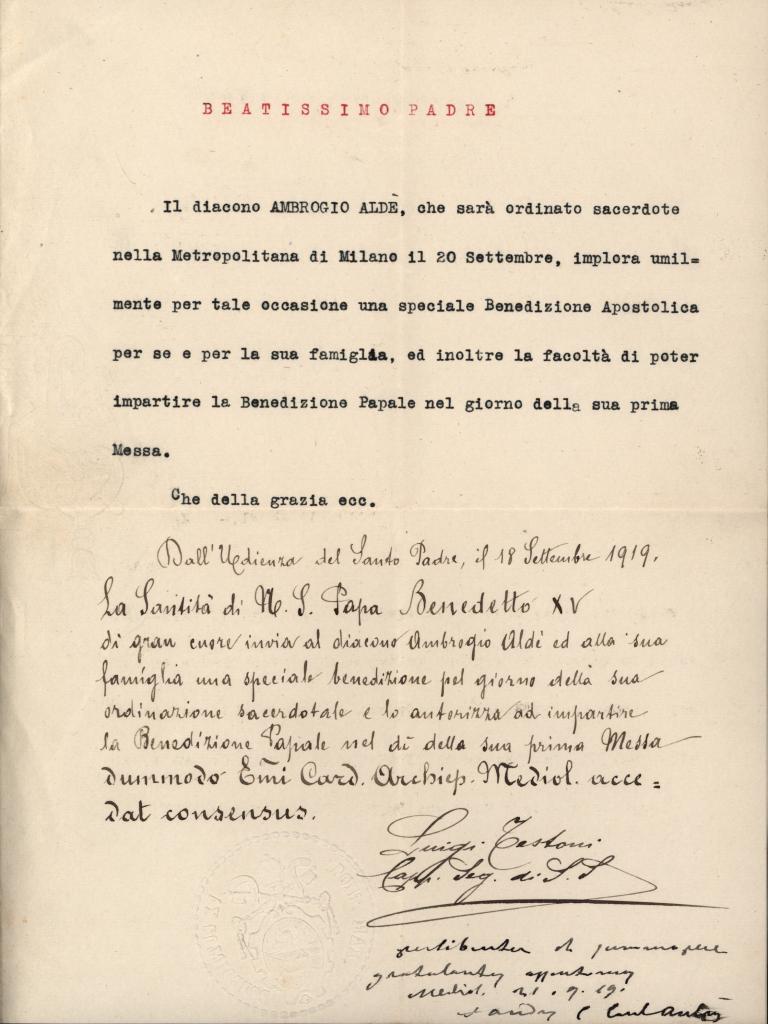 BEATISSIMO PADRE
Il diacono AMBROGIO ALDÈ, che sarà ordinato sacerdote
nella Metropolitana di Milano il 20 Settembre, implora umil=
mente per tale occasione una speciale Benedizione Apostolica
per se e per la sua famiglia, ed inoltre la facoltà di poter
impartire la Benedizione Papale nel giorno della sua prima
Messa.
Che della grazia ecc.
Dall'Udienza del Santo Padre, il 18 Settembre 1919.
La Santità di N. S. Papa Benedetto XV
di gran cuore invia al diacono Ambrogio Aldè ed alla sua
famiglia una speciale benedizione pel giorno della sua
ordinazione sacerdotale e lo autorizza ad impartire
la Benedizione Papale nel dì della sua prima Messa
dummodo Emi Card. Archiep. Mediol. acce=
dat consensus.
Luigi Testoni
Capp. Seg. di S. S
et summopere
Mediol. 21. 9. 19.